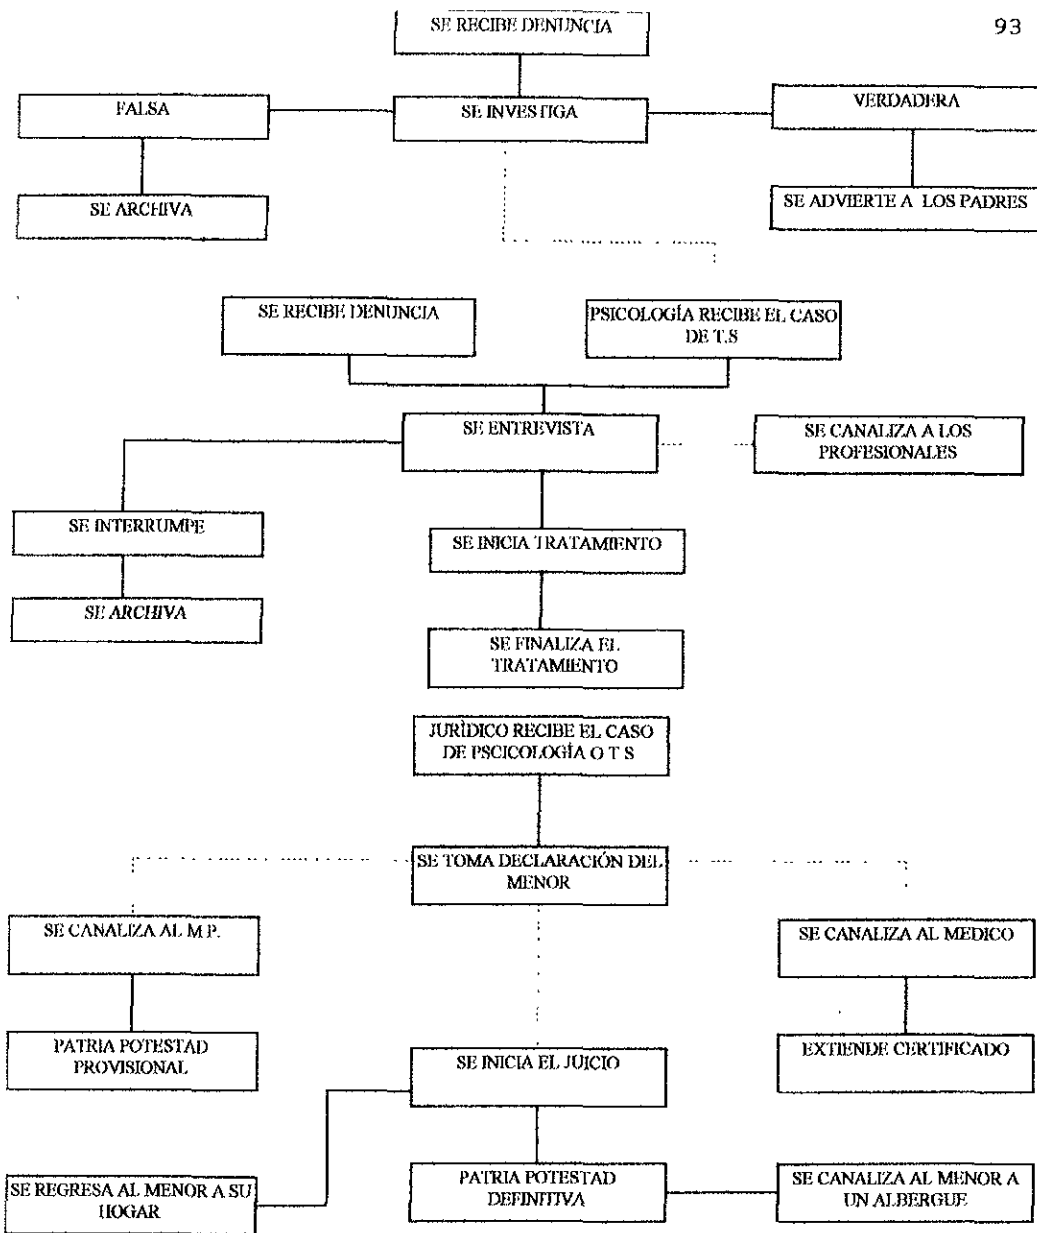 93
SE RECIBE DENUNCIA
FALSA
SE INVESTIGA
VERDADERA
SE ARCHIVA
SE ADVIERTE A LOS PADRES
SE RECIBE DENUNCIA
PSICOLOGÍA RECIBE EL CASO
DE T.S
SE ENTREVISTA
SE CANALIZA A LOS
PROFESIONALES
SE INTERRUMPE
SE INICIA TRATAMIENTO
SE ARCHIVA
SE FINALIZA EL
TRATAMIENTO
JURÌDICO RECIBE EL CASO
DE PSCICOLOGÍA O T S
SE TOMA DECLARACIÓN DEL
MENOR
SE CANALIZA AL M P.
SE CANALIZA AL MEDICO
PATRIA POTESTAD
PROVISIONAL
SE INICIA EL JUICIO
EXTIENDE CERTIFICADO
SE REGRESA AL MENOR A SU
HOGAR
PATRIA POTESTAD
DEFINITIVA
SE CANALIZA AL MENOR A
UN ALBERGUE